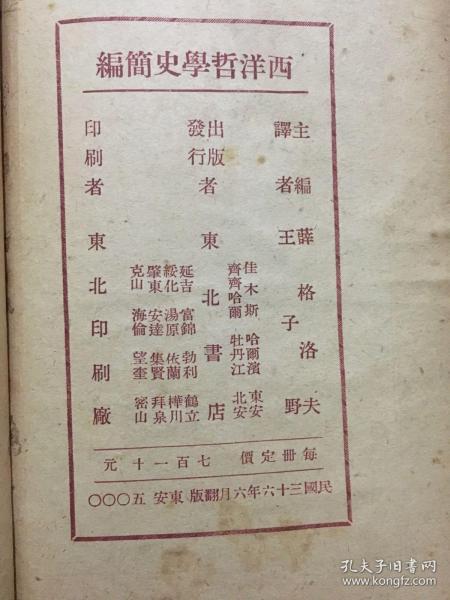 西洋哲學史簡編
主編 薛格洛夫
譯者 王子野
出版發行者 東北書店
佳木斯 哈爾濱 東安
齊齊哈爾 牡丹江 北安
延吉 富錦 勃利 鶴立
綏化 湯原 依蘭 樺川
肇東 安達 集賢 拜泉
克山 海倫 望奎 密山
印刷者 東北印刷廠
每冊定價 七百一十元
民國三十六年六月翻版 東安 五〇〇〇
孔夫子旧书网
www.kongfz.com